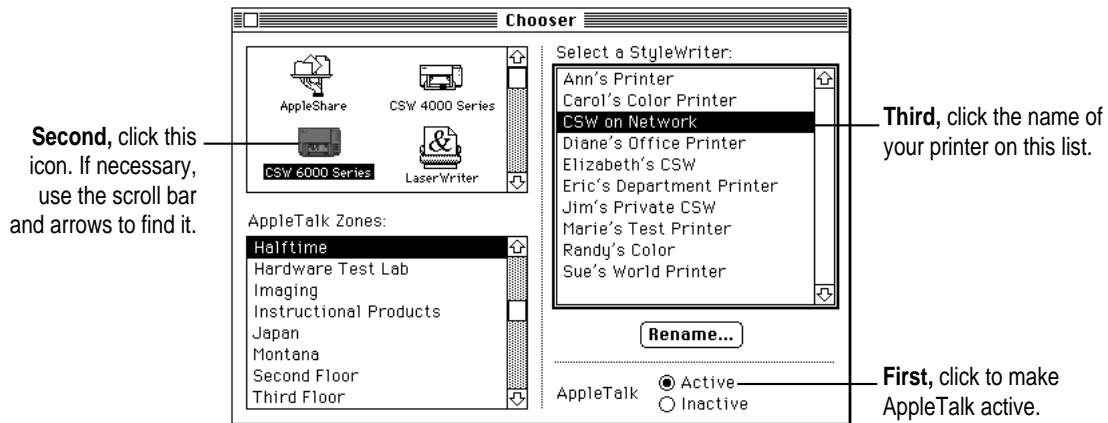 Chooser
AppleShare
CSW 4000 Series
CSW 6000 Series
LaserWriter
AppleTalk Zones:
Halftime
Hardware Test Lab
Imaging
Instructional Products
Japan
Montana
Second Floor
Third Floor
Select a StyleWriter:
Ann's Printer
Carol's Color Printer
CSW on Network
Diane's Office Printer
Elizabeth's CSW
Eric's Department Printer
Jim's Private CSW
Marie's Test Printer
Randy's Color
Sue's World Printer
Rename...
AppleTalk
Active
Inactive
Second, click this
icon. If necessary,
use the scroll bar
and arrows to find it.
Third, click the name of
your printer on this list.
First, click to make
AppleTalk active.